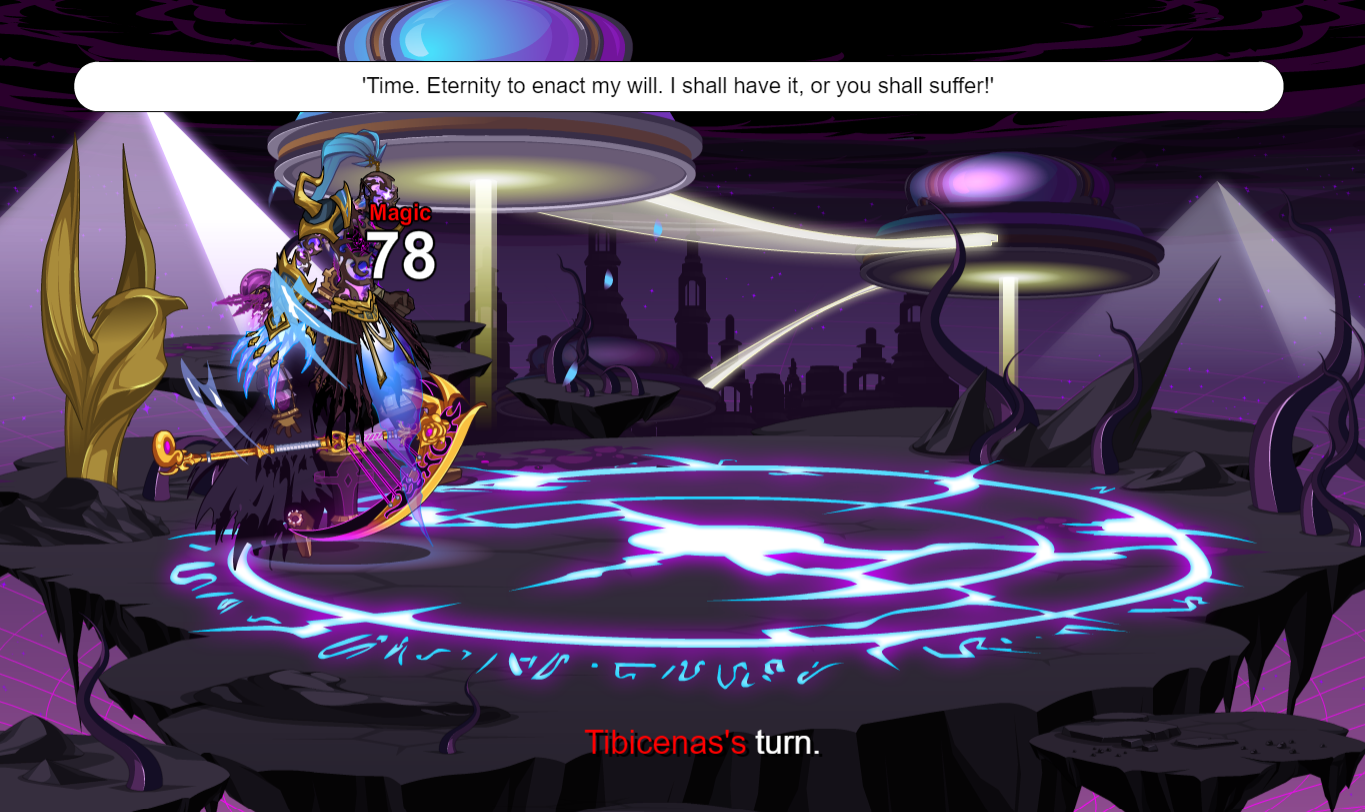 'Time. Eternity to enact my will. I shall have it, or you shall suffer!'
Magic
78
Tibicenas's turn.